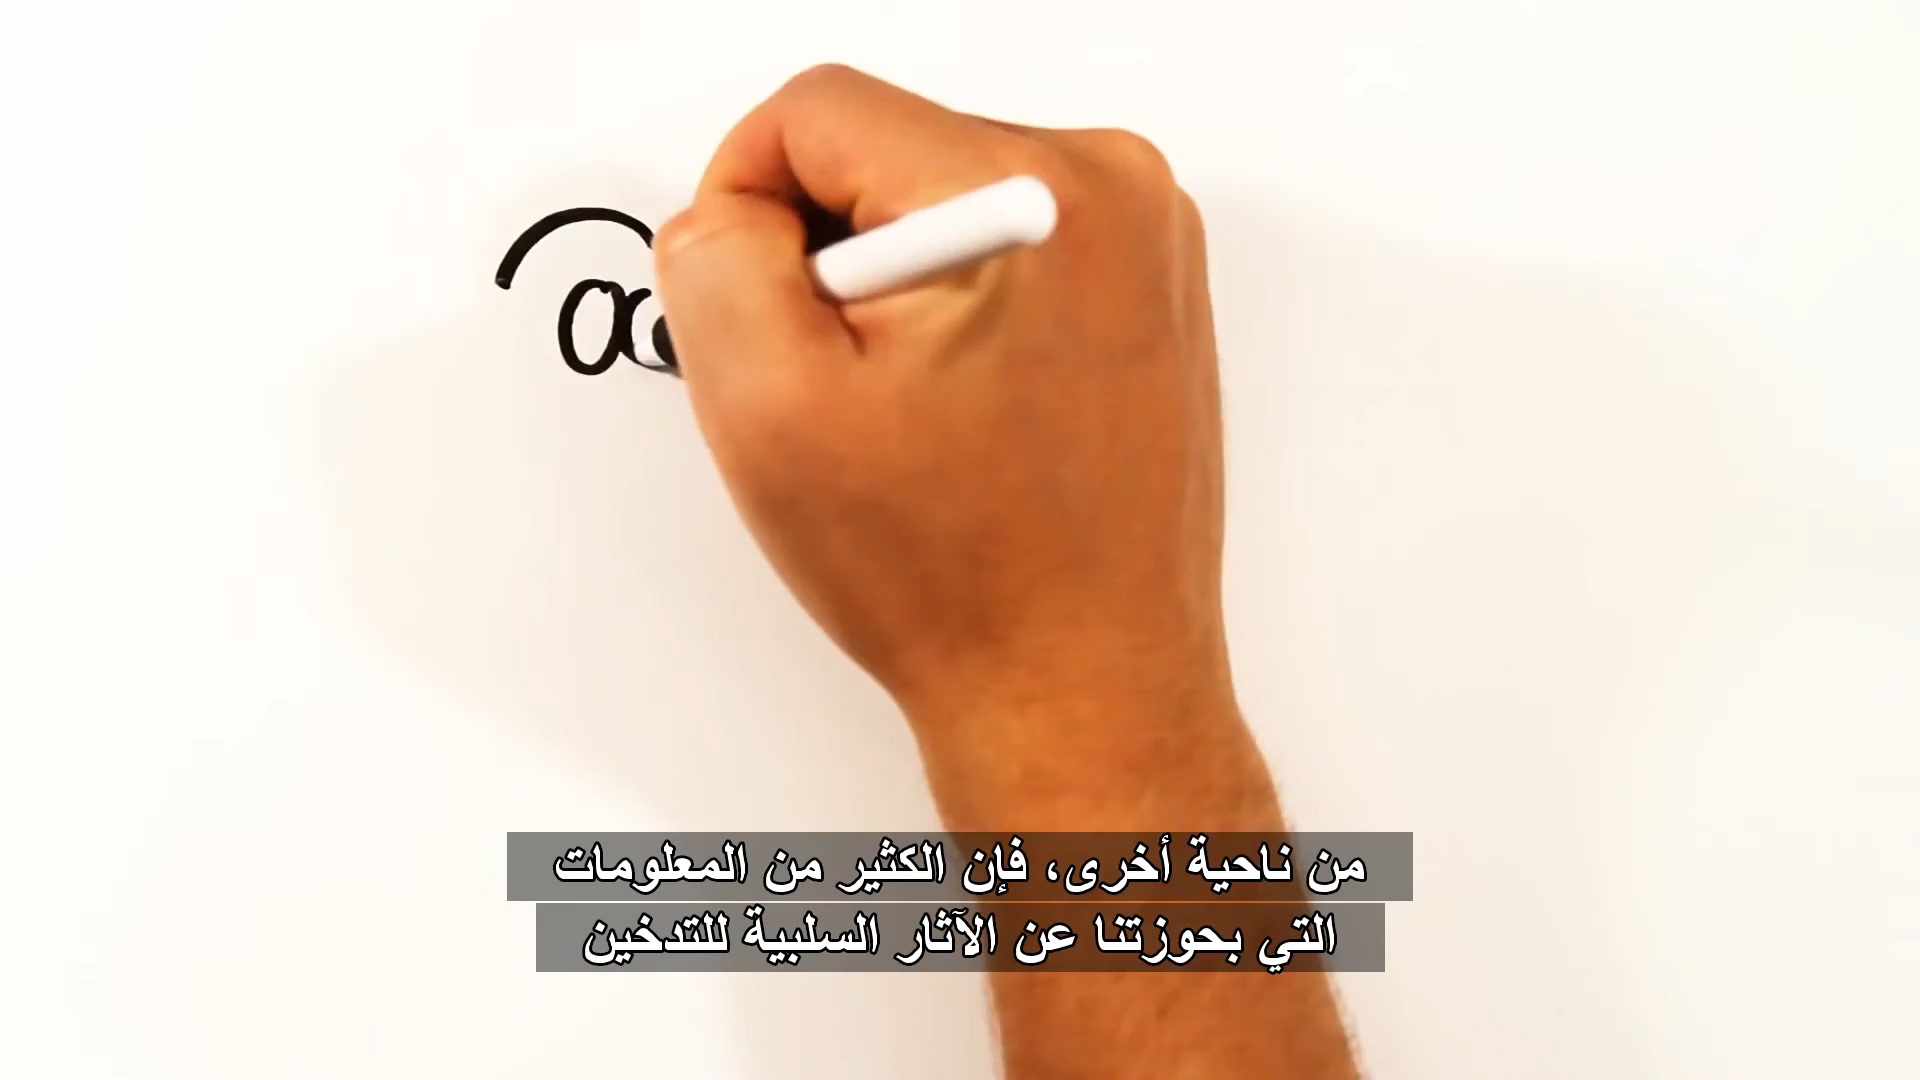 من ناحية أخرى، فإن الكثير من المعلومات
التي بحوزتنا عن الآثار السلبية للتدخين